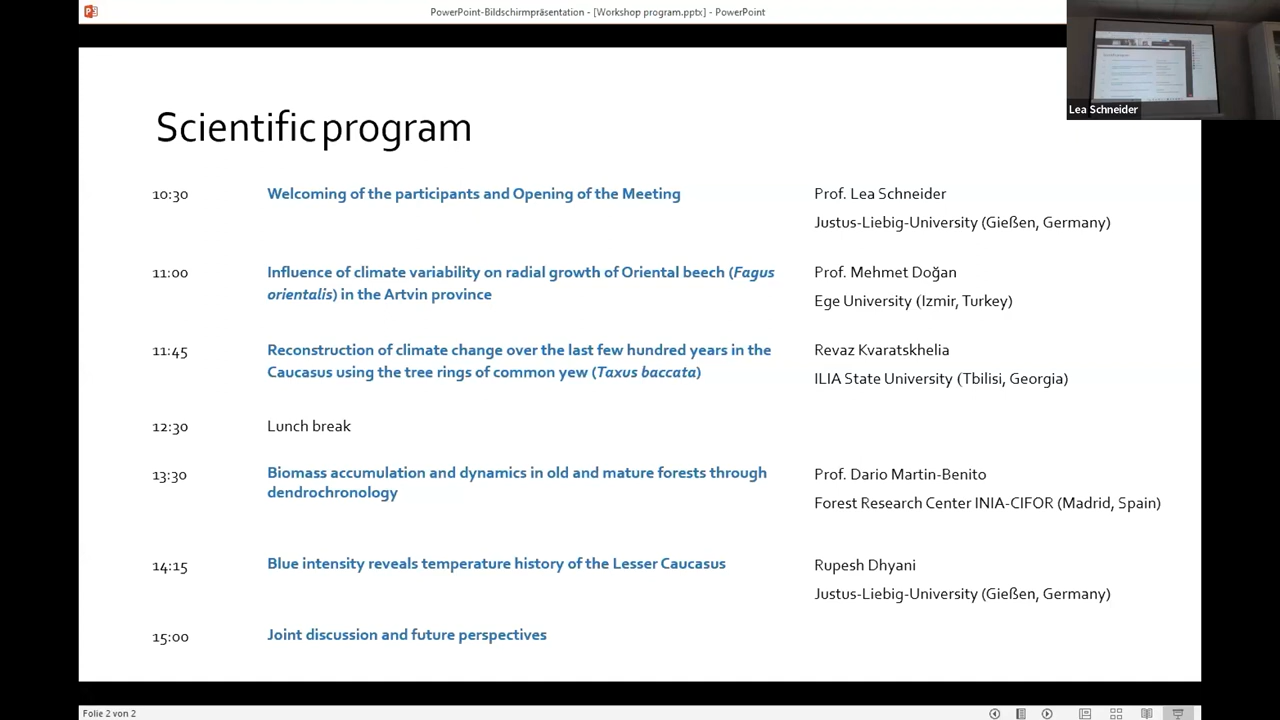 PowerPoint-Bildschirmpräsentation - [Workshop program.pptx] - PowerPoint
Lea Schneider
Scientific program
10:30 Welcoming of the participants and Opening of the Meeting Prof. Lea Schneider
Justus-Liebig-University (Gießen, Germany)
11:00 Influence of climate variability on radial growth of Oriental beech (Fagus Prof. Mehmet Doğan
orientalis) in the Artvin province Ege University (Izmir, Turkey)
11:45 Reconstruction of climate change over the last few hundred years in the Revaz Kvaratskhelia
Caucasus using the tree rings of common yew (Taxus baccata) ILIA State University (Tbilisi, Georgia)
12:30 Lunch break
13:30 Biomass accumulation and dynamics in old and mature forests through Prof. Dario Martin-Benito
dendrochronology Forest Research Center INIA-CIFOR (Madrid, Spain)
14:15 Blue intensity reveals temperature history of the Lesser Caucasus Rupesh Dhyani
Justus-Liebig-University (Gießen, Germany)
15:00 Joint discussion and future perspectives
Folie 2 von 2